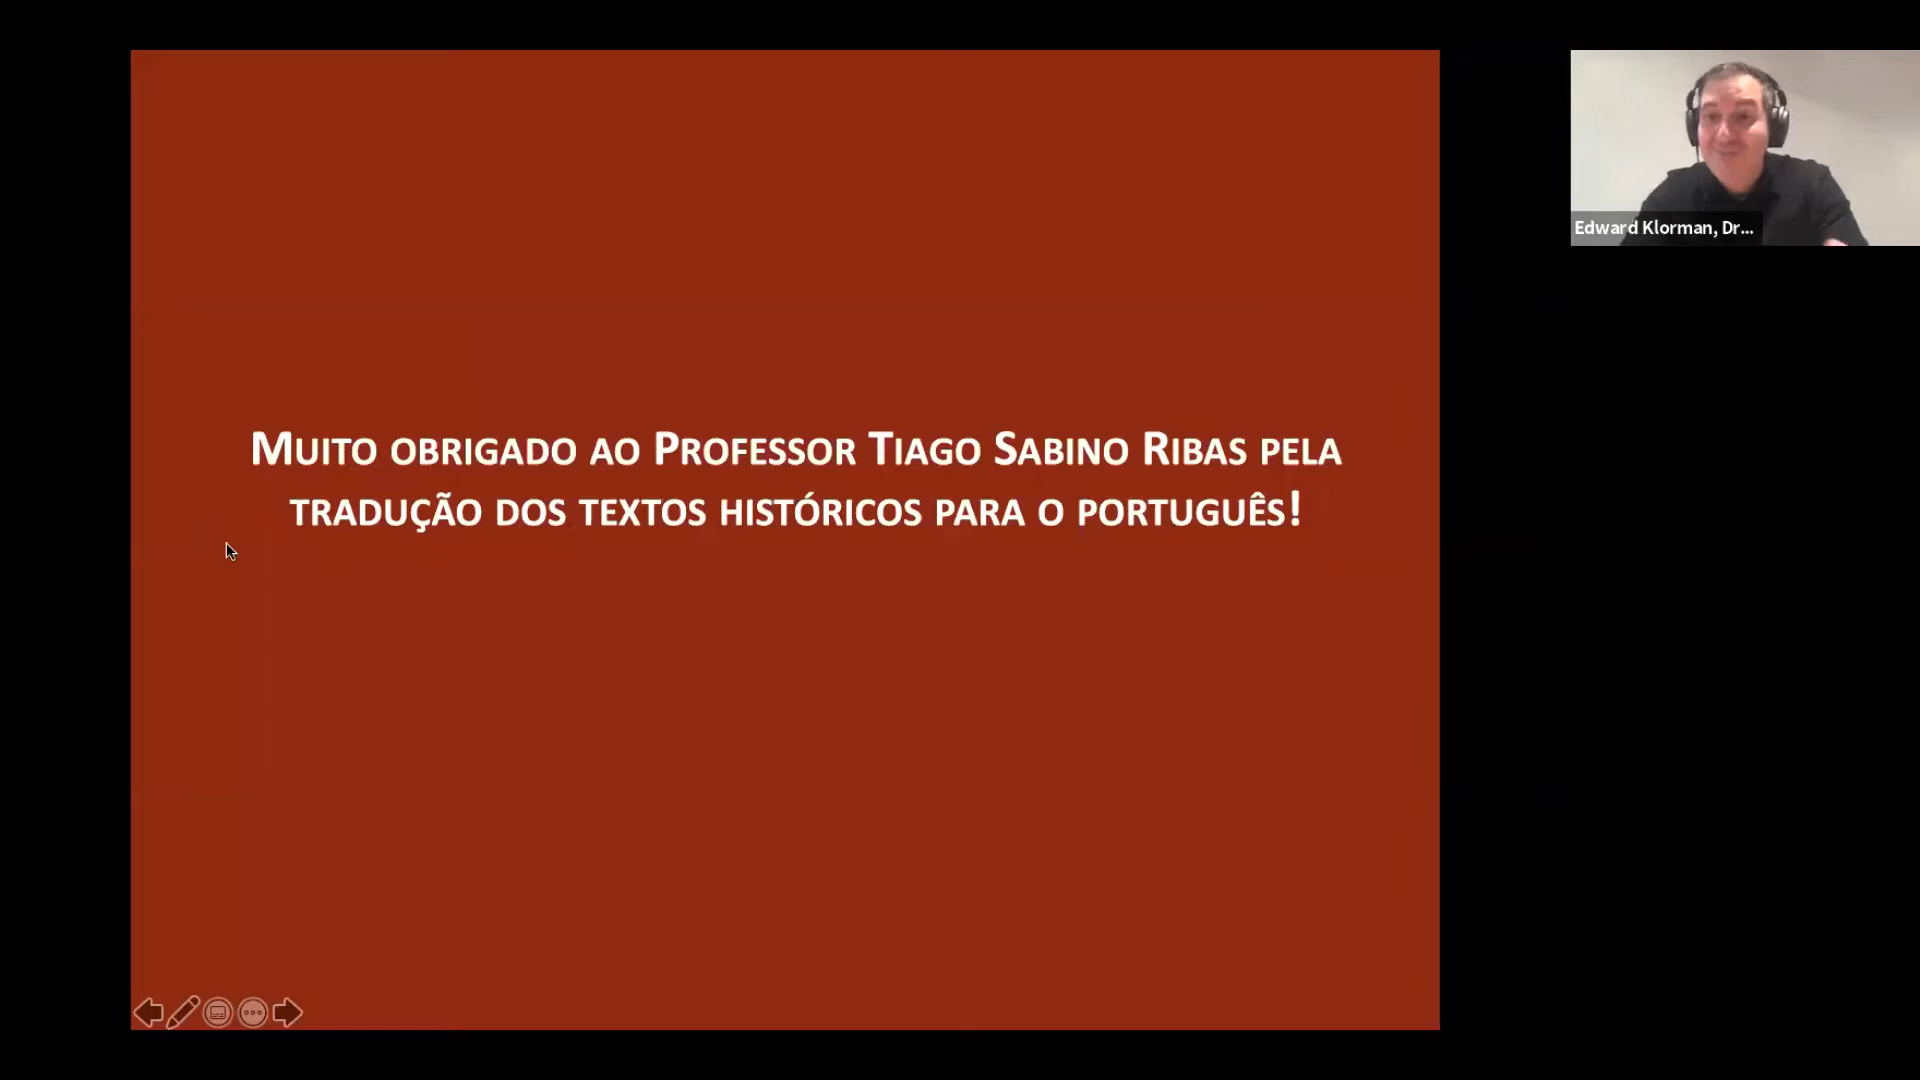 Muito obrigado ao Professor Tiago Sabino Ribas pela
tradução dos textos históricos para o português!
Edward Klorman, Dr...